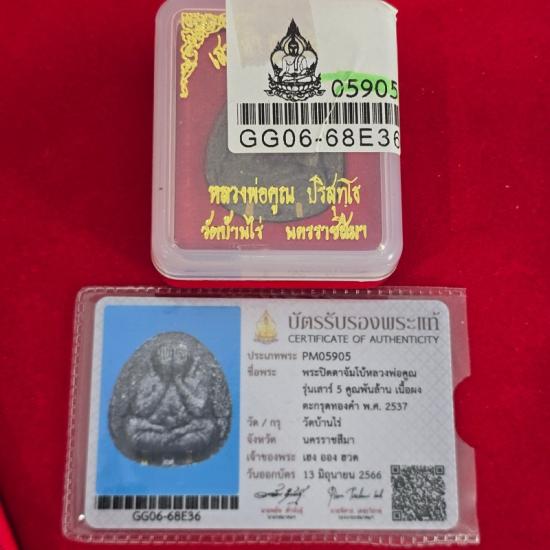 05905
GG06-68E36
หลวงพ่อคูณ ปริสุทฺโธ
วัดบ้านไร่ นครราชสีมา
บัตรรับรองพระแท้
CERTIFICATE OF AUTHENTICITY
ประเภทพระ PM05905
ชื่อพระ พระปิดตาจัมโบ้หลวงพ่อคูณ
รุ่นเสาร์ 5 คูณพันล้าน เนื้อผง
ตะกรุดทองคำ พ.ศ. 2537
วัด / กรุ วัดบ้านไร่
จังหวัด นครราชสีมา
เจ้าของพระ เฮง ออง ฮวด
วันออกบัตร 13 มิถุนายน 2566
GG06-68E36